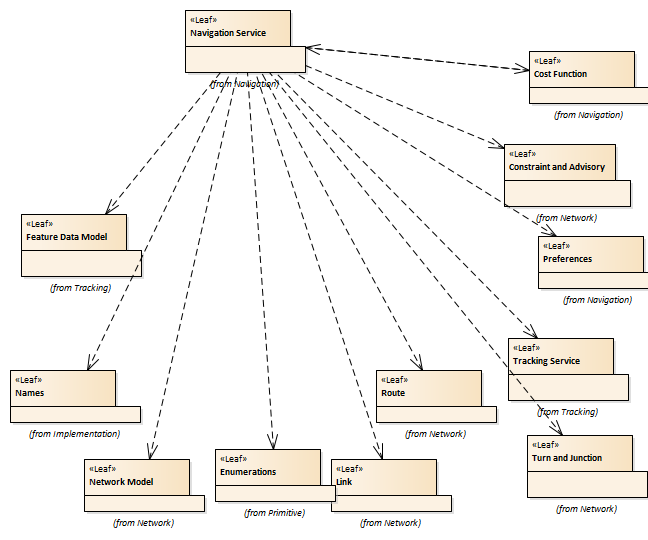 «Leaf»
Navigation Service
(from Navigation)
«Leaf»
Cost Function
(from Navigation)
«Leaf»
Constraint and Advisory
(from Network)
«Leaf»
Feature Data Model
(from Tracking)
«Leaf»
Preferences
(from Navigation)
«Leaf»
Tracking Service
(from Tracking)
«Leaf»
Names
(from Implementation)
«Leaf»
Route
(from Network)
«Leaf»
Turn and Junction
(from Network)
«Leaf»
Network Model
(from Network)
«Leaf»
Enumerations
(from Primitive)
«Leaf»
Link
(from Network)